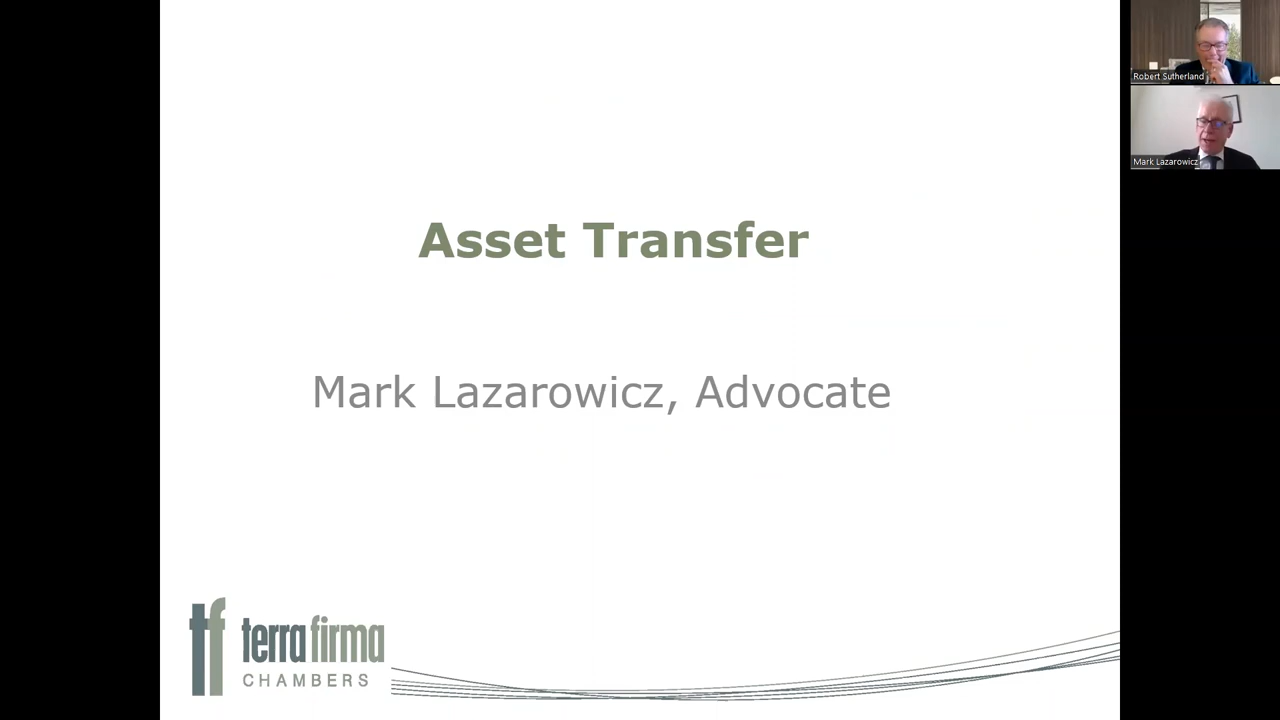 Asset Transfer
Mark Lazarowicz, Advocate
tf terra firma
CHAMBERS
Robert Sutherland
Mark Lazarowicz